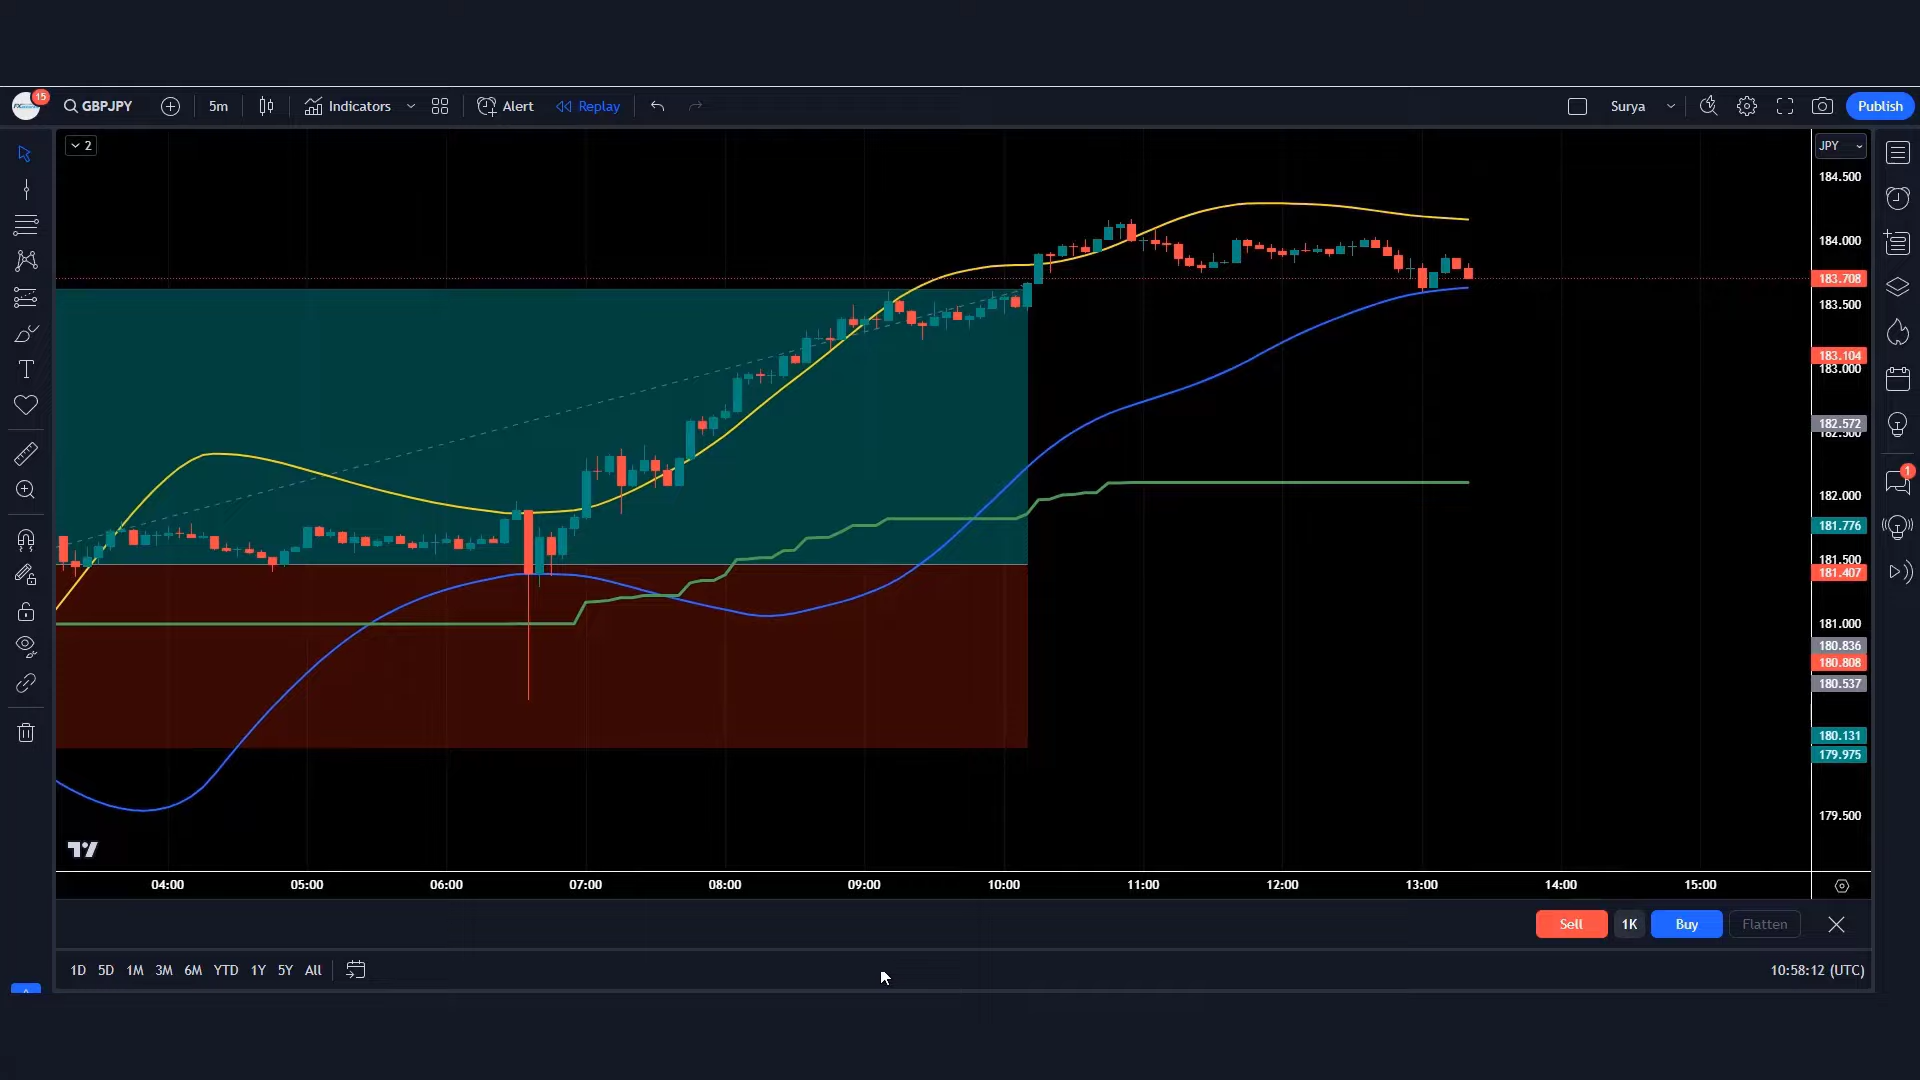 15
GBPJPY
5m
Indicators
Alert
Replay
Surya
Publish
2
JPY
184.500
184.000
183.708
183.500
183.104
183.000
182.572
182.500
182.000
181.776
181.500
181.407
181.000
180.836
180.808
180.537
180.131
179.975
179.500
1
04:00 05:00 06:00 07:00 08:00 09:00 10:00 11:00 12:00 13:00 14:00 15:00
Sell 1K Buy Flatten
1D 5D 1M 3M 6M YTD 1Y 5Y All
10:58:12 (UTC)